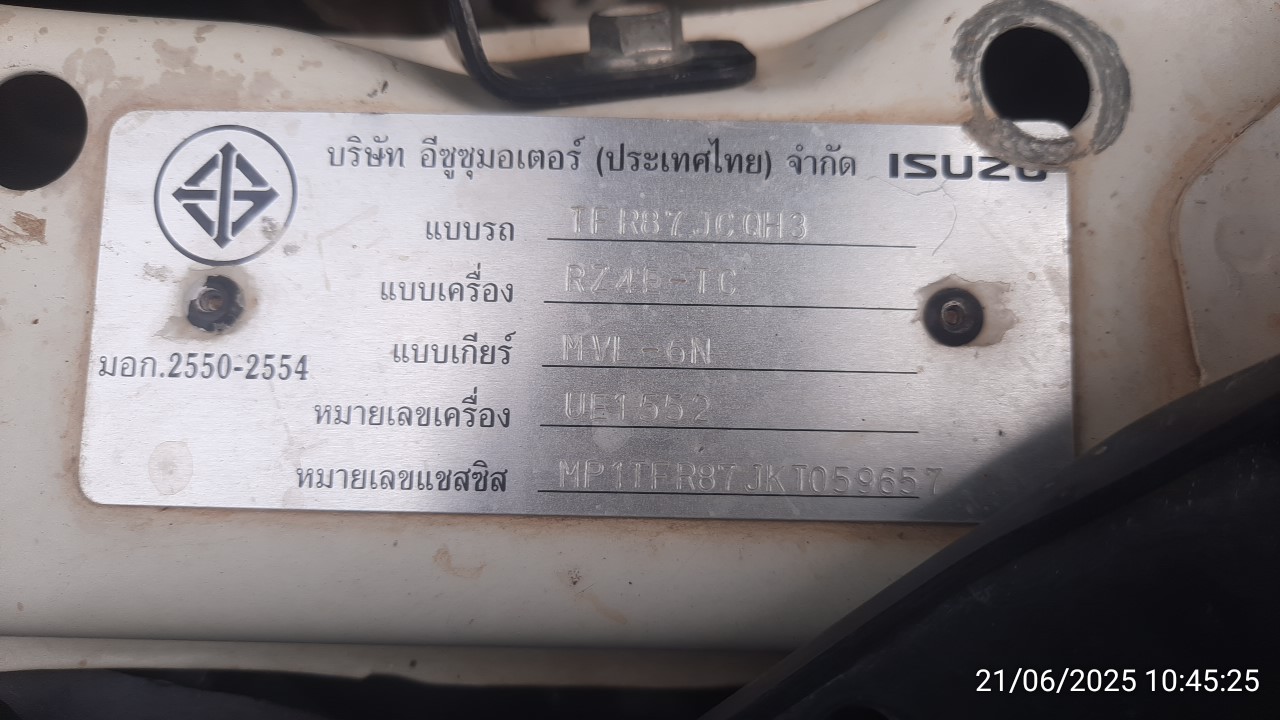 บริษัท อีซูซุมอเตอร์ (ประเทศไทย) จำกัด ISUZU
แบบรถ TFR87JCQH3
แบบเครื่อง RZ4E-TC
แบบเกียร์ MVL-6N
มอก.2550-2554
หมายเลขเครื่อง UE1552
หมายเลขแชสซิส MP1TFR87JKT059657
21/06/2025 10:45:25